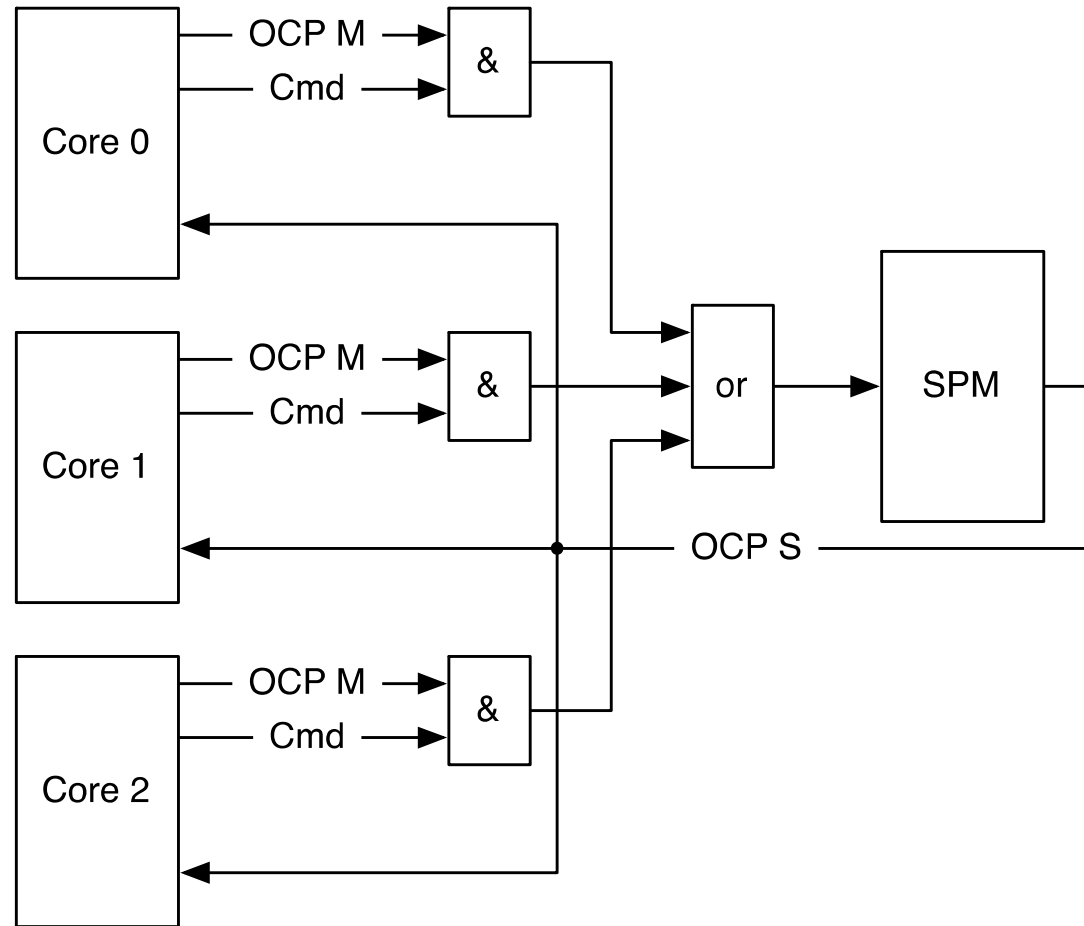 OCP M
&
Cmd
Core 0
OCP M
&
Cmd
or
SPM
Core 1
OCP S
OCP M
&
Cmd
Core 2